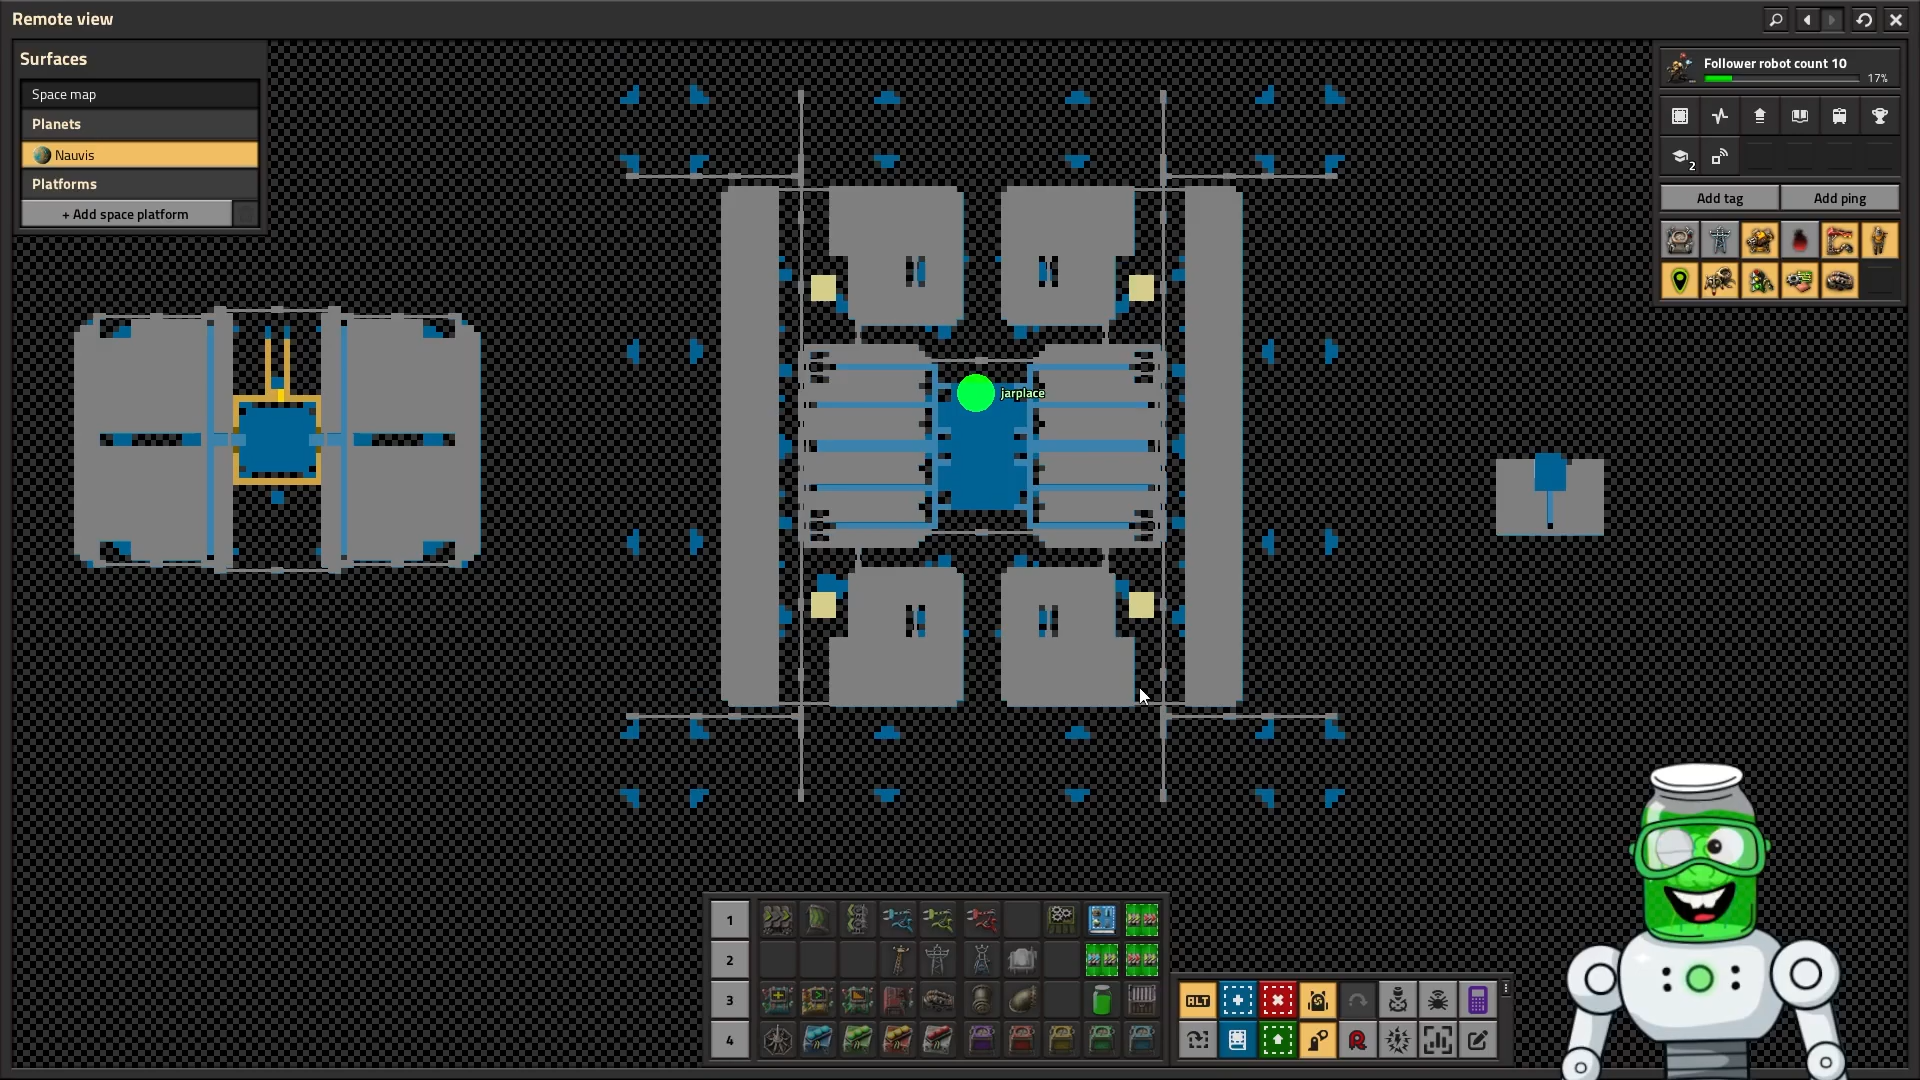 Remote view
Surfaces
Space map
Planets
Nauvis
Platforms
+ Add space platform
Follower robot count 10
17%
2
Add tag
Add ping
jarplace
1
2
3
4
ALT
R